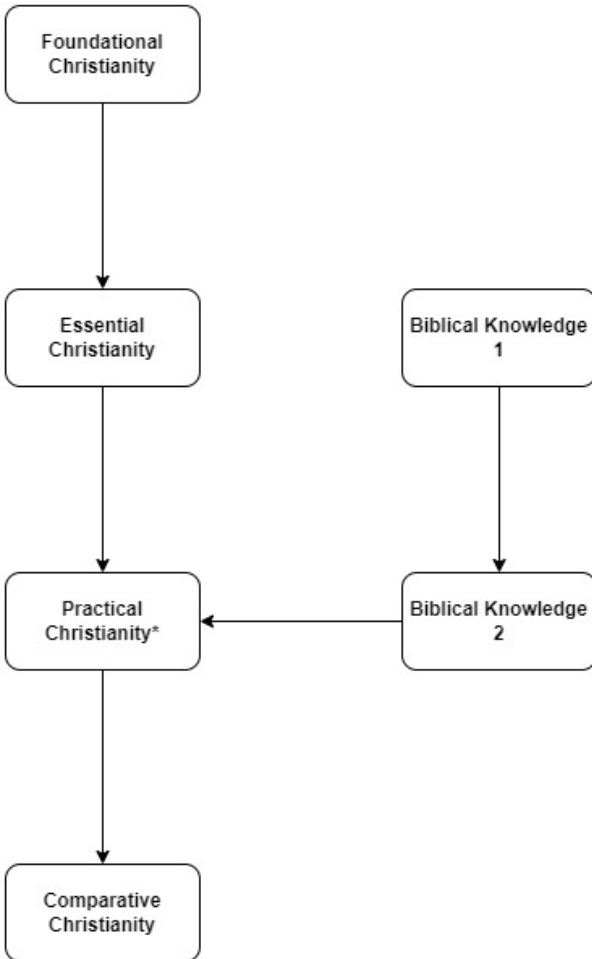 Foundational
Christianity
Essential
Christianity
Biblical Knowledge
1
Practical
Christianity*
Biblical Knowledge
2
Comparative
Christianity